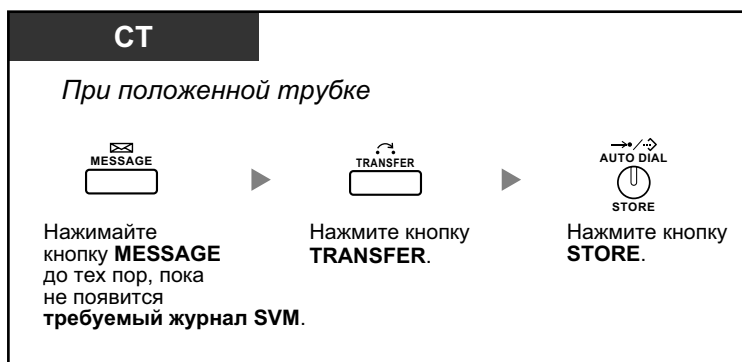 СТ
При положенной трубке
MESSAGE
TRANSFER
AUTO DIAL
STORE
Нажимайте
кнопку MESSAGE
до тех пор, пока
не появится
требуемый журнал SVM.
Нажмите кнопку
TRANSFER.
Нажмите кнопку
STORE.